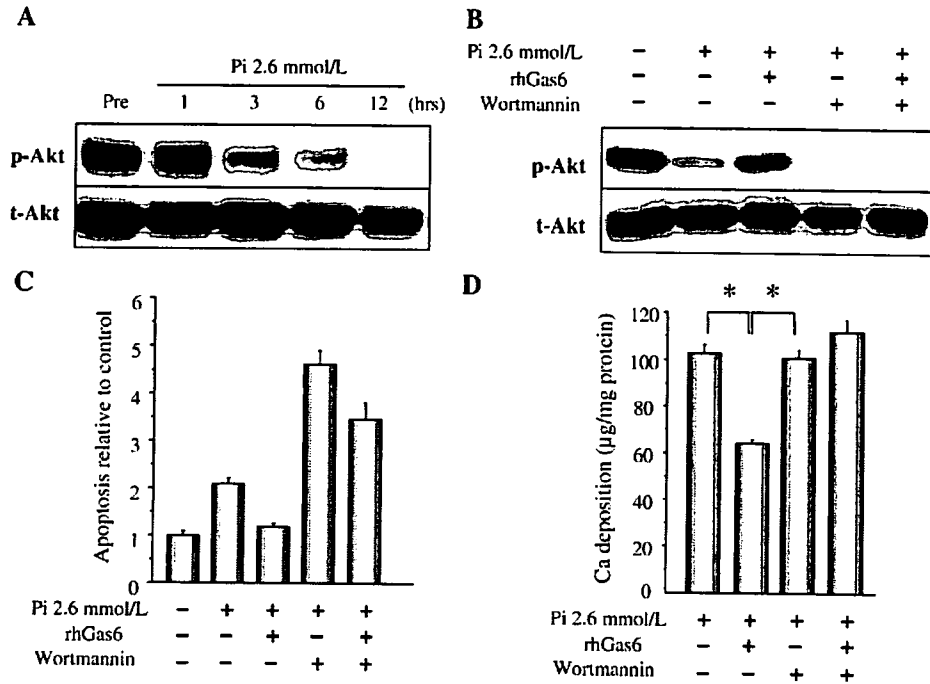 A
Pi 2.6 mmol/L
Pre 1 3 6 12 (hrs)
p-Akt
t-Akt
B
Pi 2.6 mmol/L − + + + +
rhGas6 − − + − +
Wortmannin − − − + +
p-Akt
t-Akt
C
Apoptosis relative to control
6
5
4
3
2
1
0
Pi 2.6 mmol/L − + + + +
rhGas6 − − + − +
Wortmannin − − − + +
D
* *
Ca deposition (µg/mg protein)
120
100
80
60
40
20
0
Pi 2.6 mmol/L + + + +
rhGas6 − + − +
Wortmannin − − + +